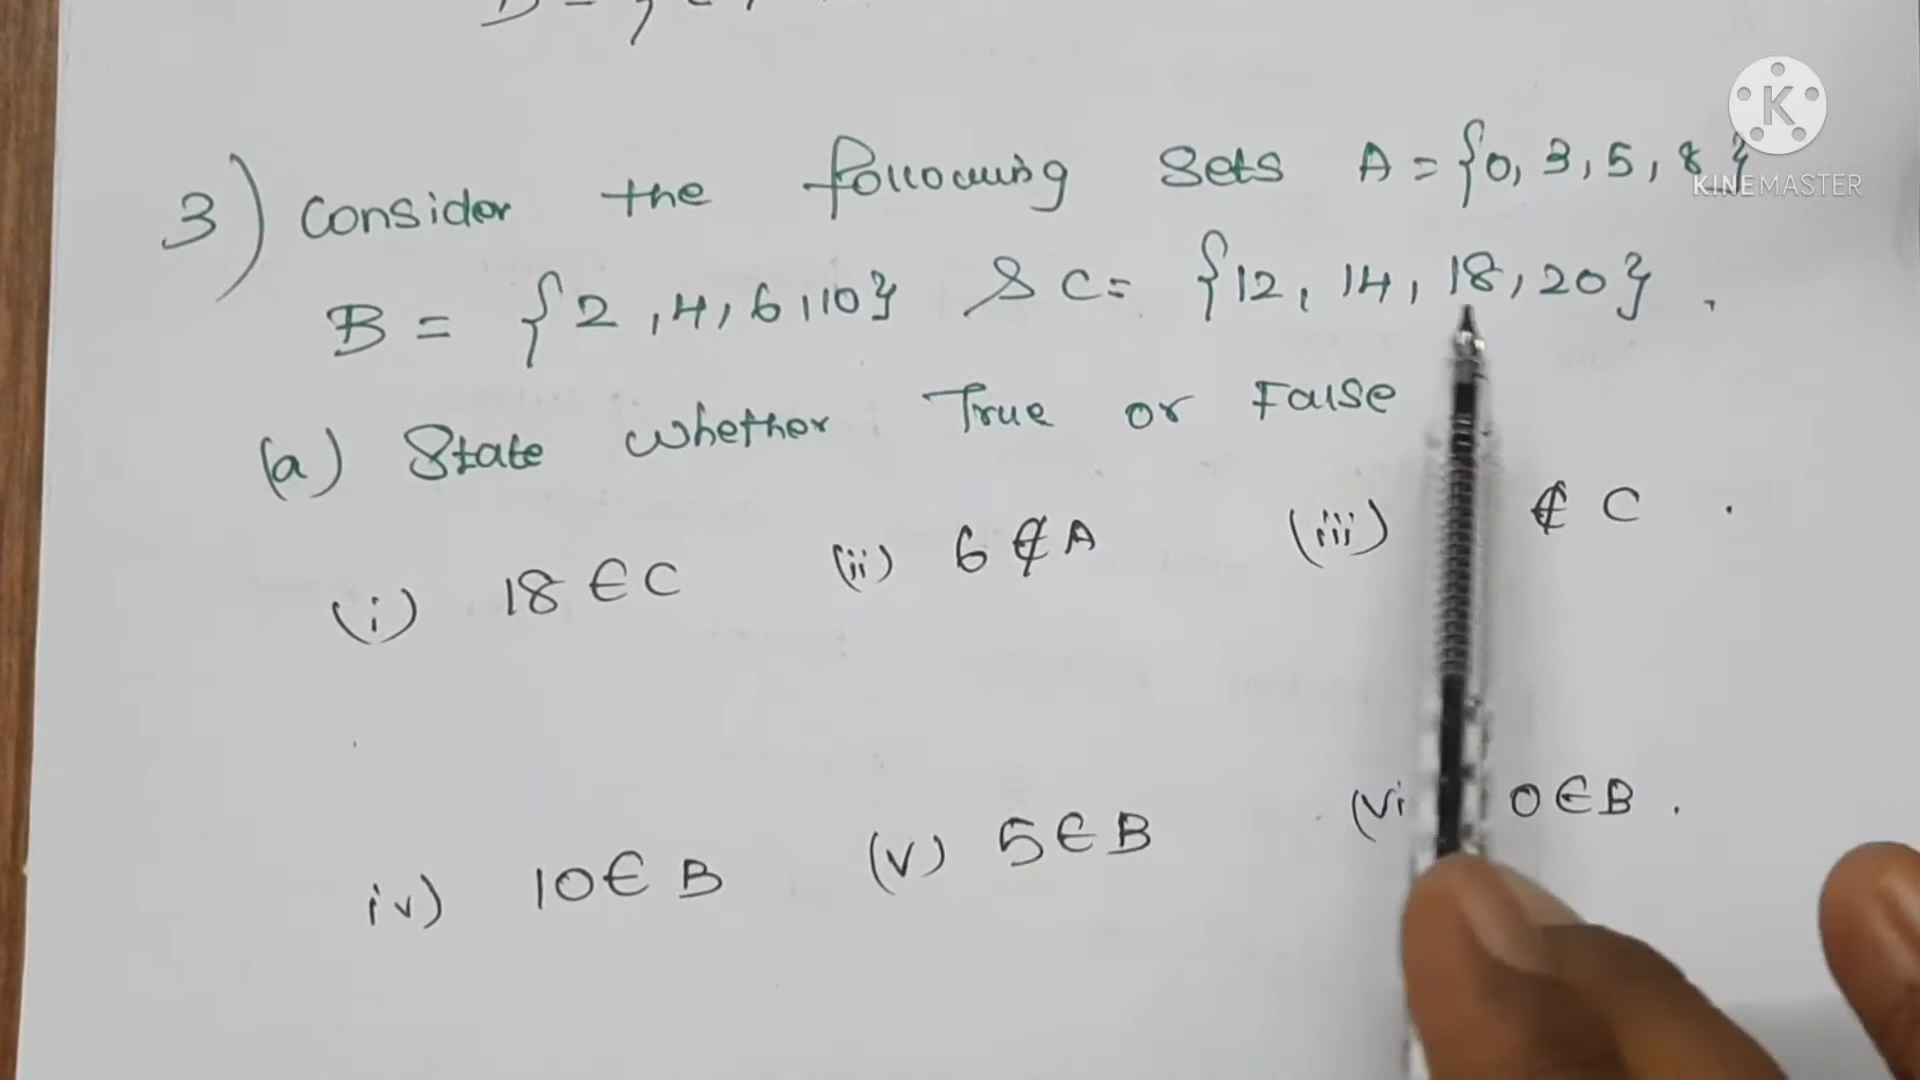 3) Consider the following sets A = {0, 3, 5, 8}
B = {2, 4, 6, 10} & C = {12, 14, 18, 20}.
(a) State whether True or False
(i) 18 ∈ C (ii) 6 ∉ A (iii) ∉ C .
iv) 10 ∈ B (v) 5 ∈ B (vi 0 ∈ B .
K
KINEMASTER